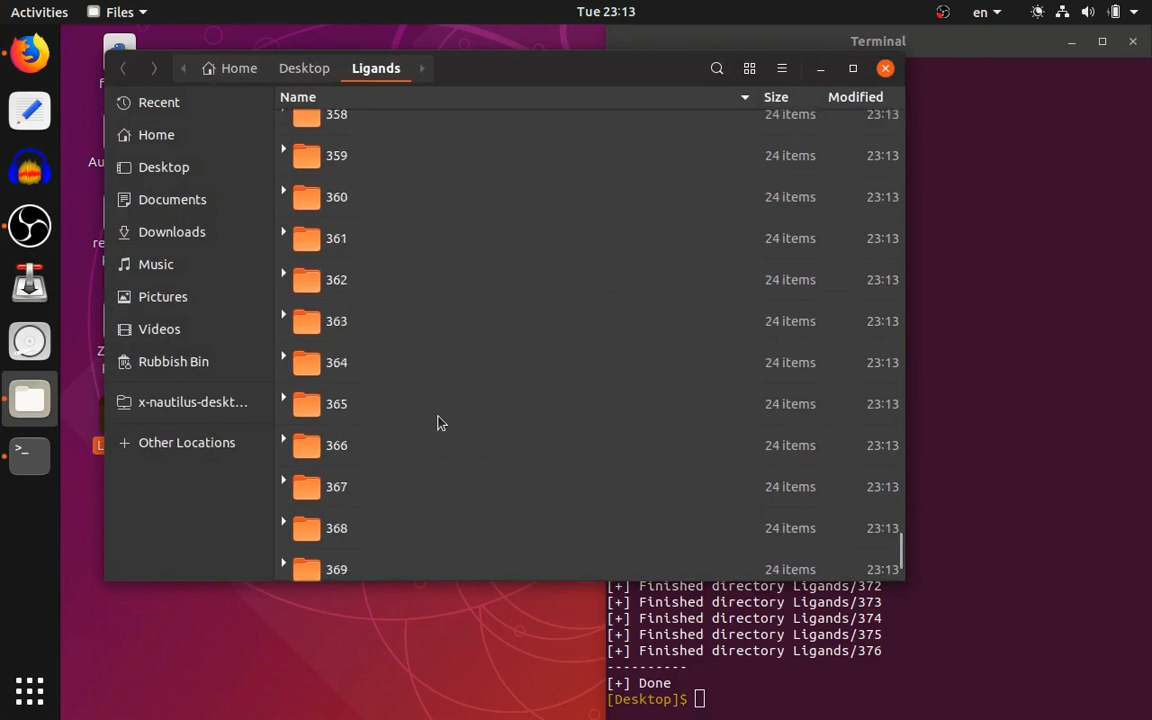 Activities Files Tue 23:13 en
Terminal
Home Desktop Ligands
Name Size Modified
Recent
Home
Desktop
Documents
Downloads
Music
Pictures
Videos
Rubbish Bin
x-nautilus-deskt...
+ Other Locations
358 24 items 23:13
359 24 items 23:13
360 24 items 23:13
361 24 items 23:13
362 24 items 23:13
363 24 items 23:13
364 24 items 23:13
365 24 items 23:13
366 24 items 23:13
367 24 items 23:13
368 24 items 23:13
369 24 items 23:13
f
Au
re
Z
L
[+] Finished directory Ligands/372
[+] Finished directory Ligands/373
[+] Finished directory Ligands/374
[+] Finished directory Ligands/375
[+] Finished directory Ligands/376
----------
[+] Done
[Desktop]$
>_